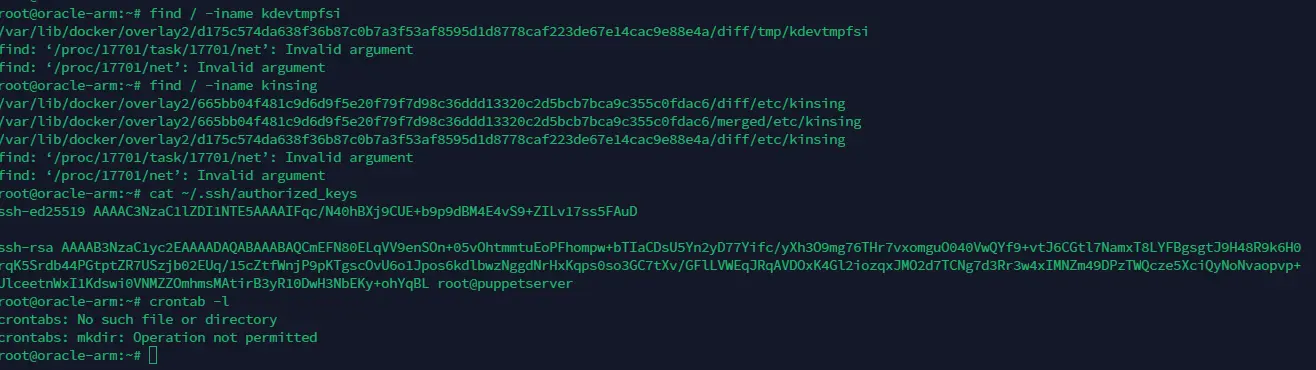 root@oracle-arm:~# find / -iname kdevtmpfsi
/var/lib/docker/overlay2/d175c574da638f36b87c0b7a3f53af8595d1d8778caf223de67e14cac9e88e4a/diff/tmp/kdevtmpfsi
find: ‘/proc/17701/task/17701/net’: Invalid argument
find: ‘/proc/17701/net’: Invalid argument
root@oracle-arm:~# find / -iname kinsing
/var/lib/docker/overlay2/665bb04f481c9d6d9f5e20f79f7d98c36ddd13320c2d5bcb7bca9c355c0fdac6/diff/etc/kinsing
/var/lib/docker/overlay2/665bb04f481c9d6d9f5e20f79f7d98c36ddd13320c2d5bcb7bca9c355c0fdac6/merged/etc/kinsing
/var/lib/docker/overlay2/d175c574da638f36b87c0b7a3f53af8595d1d8778caf223de67e14cac9e88e4a/diff/etc/kinsing
find: ‘/proc/17701/task/17701/net’: Invalid argument
find: ‘/proc/17701/net’: Invalid argument
root@oracle-arm:~# cat ~/.ssh/authorized_keys
ssh-ed25519 AAAAC3NzaC1lZDI1NTE5AAAAIFqc/N40hBXj9CUE+b9p9dBM4E4vS9+ZILv17ss5FAuD
ssh-rsa AAAAB3NzaC1yc2EAAAADAQABAAABAQCmEFN80ELqVV9enSOn+05vOhtmmtuEoPFhompw+bTIaCDsU5Yn2yD77Yifc/yXh3O9mg76THr7vxomguO040VwQYf9+vtJ6CGtl7NamxT8LYFBgsgtJ9H48R9k6H0
rqK5Srdb44PGtptZR7USzjb02EUq/15cZtfWnjP9pKTgscOvU6o1Jpos6kdlbwzNggdNrHxKqps0so3GC7tXv/GFlLVWEqJRqAVDOxK4Gl2iozqxJMO2d7TCNg7d3Rr3w4xIMNZm49DPzTWQcze5XciQyNoNvaopvp+
UlceetnWxI1Kdswi0VNMZZOmhmsMAtirB3yR10DwH3NbEKy+ohYqBL root@puppetserver
root@oracle-arm:~# crontab -l
crontabs: No such file or directory
crontabs: mkdir: Operation not permitted
root@oracle-arm:~#